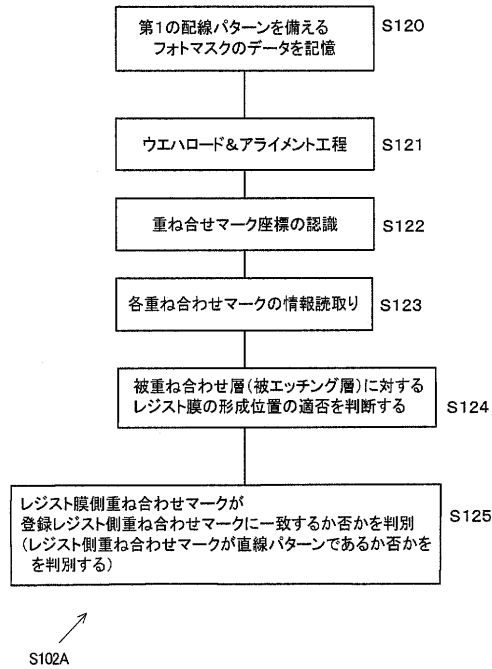 第1の配線パターンを備える
フォトマスクのデータを記憶
S120
ウエハロード＆アライメント工程
S121
重ね合せマーク座標の認識
S122
各重ね合わせマークの情報読取り
S123
被重ね合わせ層(被エッチング層)に対する
レジスト膜の形成位置の適否を判断する
S124
レジスト膜側重ね合わせマークが
登録レジスト側重ね合わせマークに一致するか否かを判別
(レジスト側重ね合わせマークが直線パターンであるか否かを
を判別する)
S125
S102A